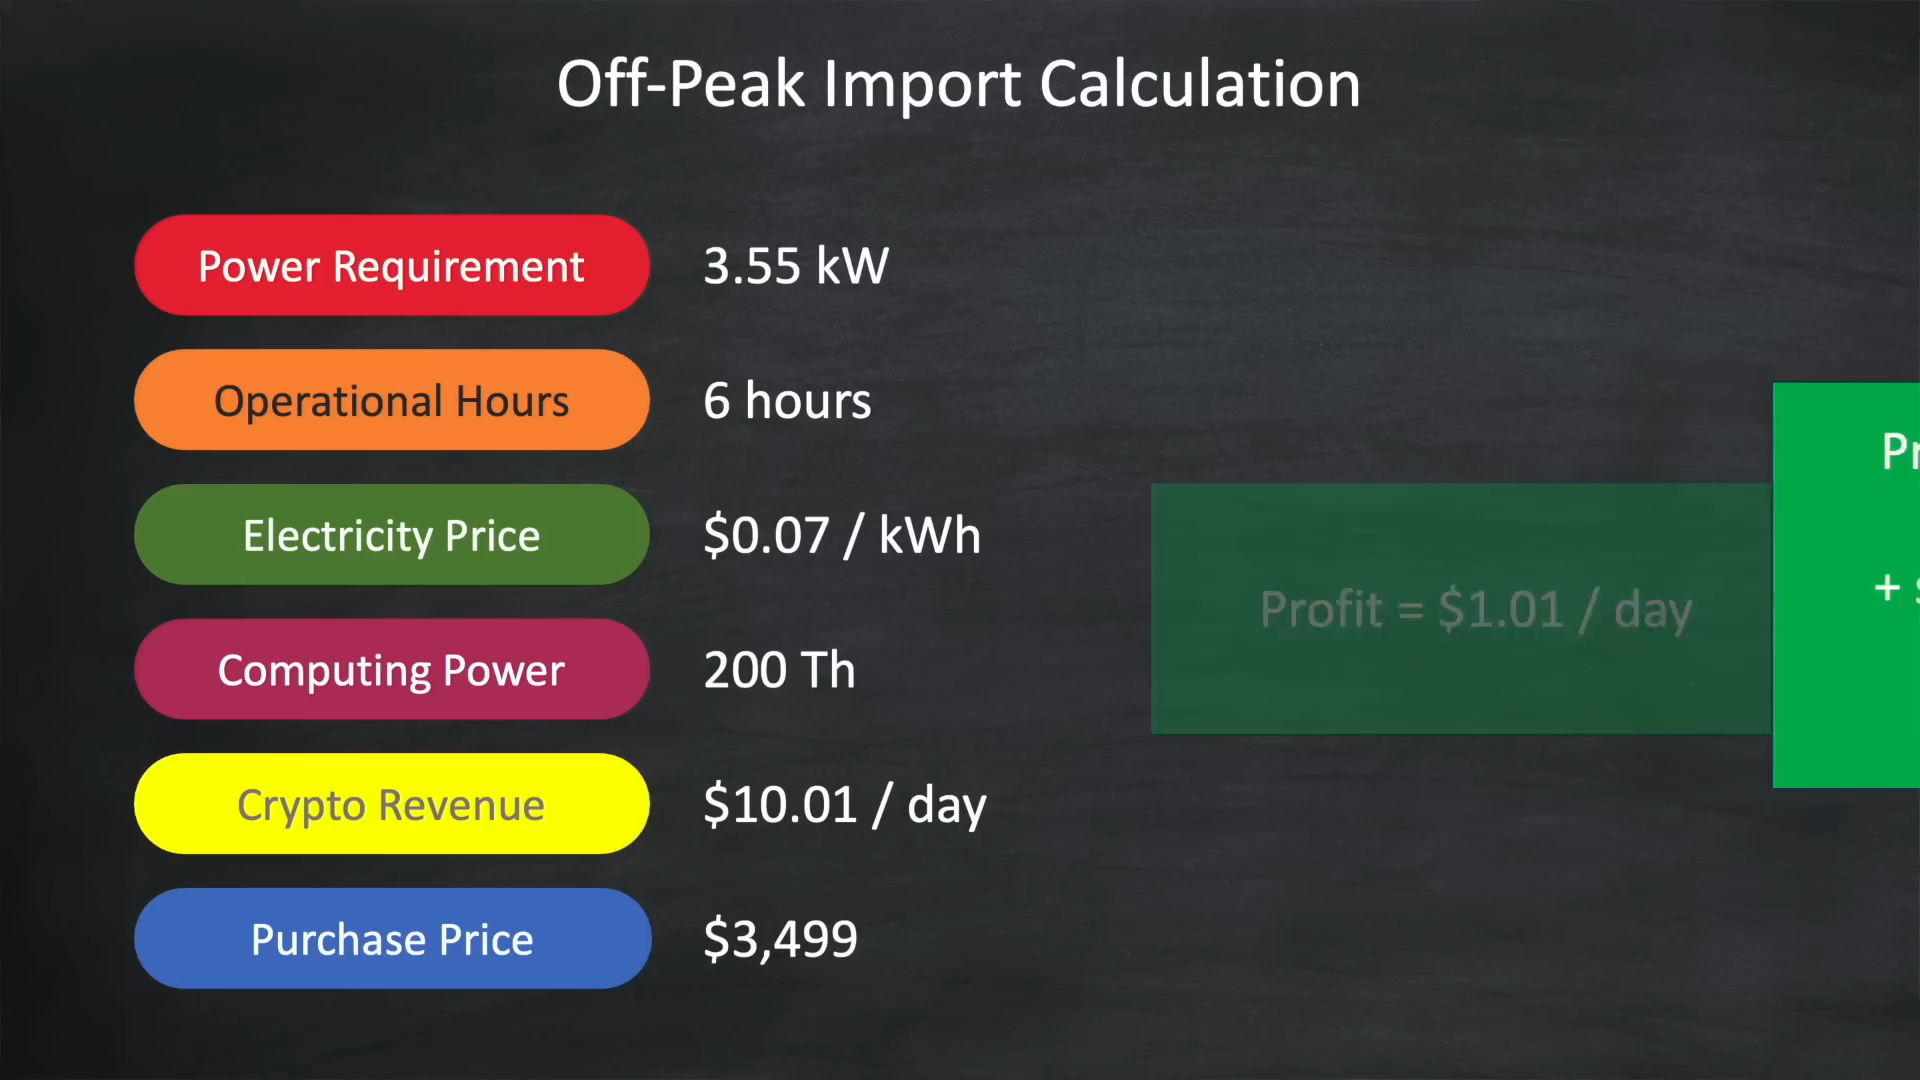 Off-Peak Import Calculation
Power Requirement 3.55 kW
Operational Hours 6 hours
Electricity Price $0.07 / kWh
Profit = $1.01 / day
Computing Power 200 Th
Crypto Revenue $10.01 / day
Purchase Price $3,499